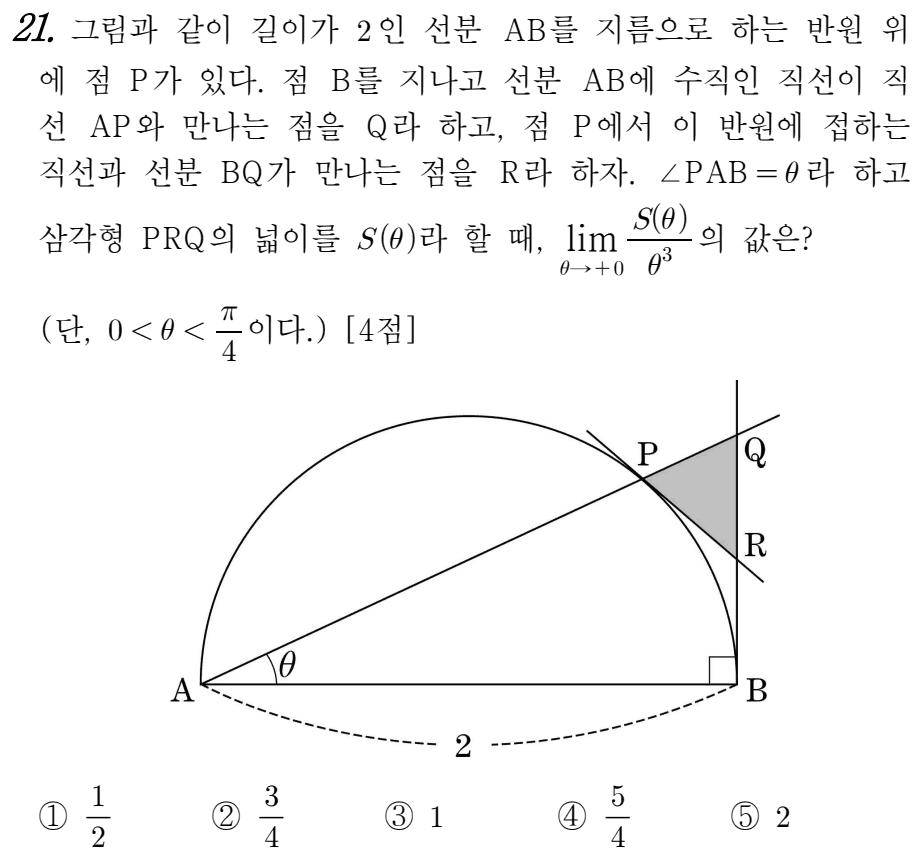 21. 그림과 같이 길이가 2인 선분 AB를 지름으로 하는 반원 위
에 점 P가 있다. 점 B를 지나고 선분 AB에 수직인 직선이 직
선 AP와 만나는 점을 Q라 하고, 점 P에서 이 반원에 접하는
직선과 선분 BQ가 만나는 점을 R라 하자. ∠PAB=θ라 하고
삼각형 PRQ의 넓이를 S(θ)라 할 때, lim_{θ→+0} S(θ)/θ³의 값은?
(단, 0<θ<π/4이다.) [4점]
P
Q
R
θ
A
B
2
① 1/2 ② 3/4 ③ 1 ④ 5/4 ⑤ 2